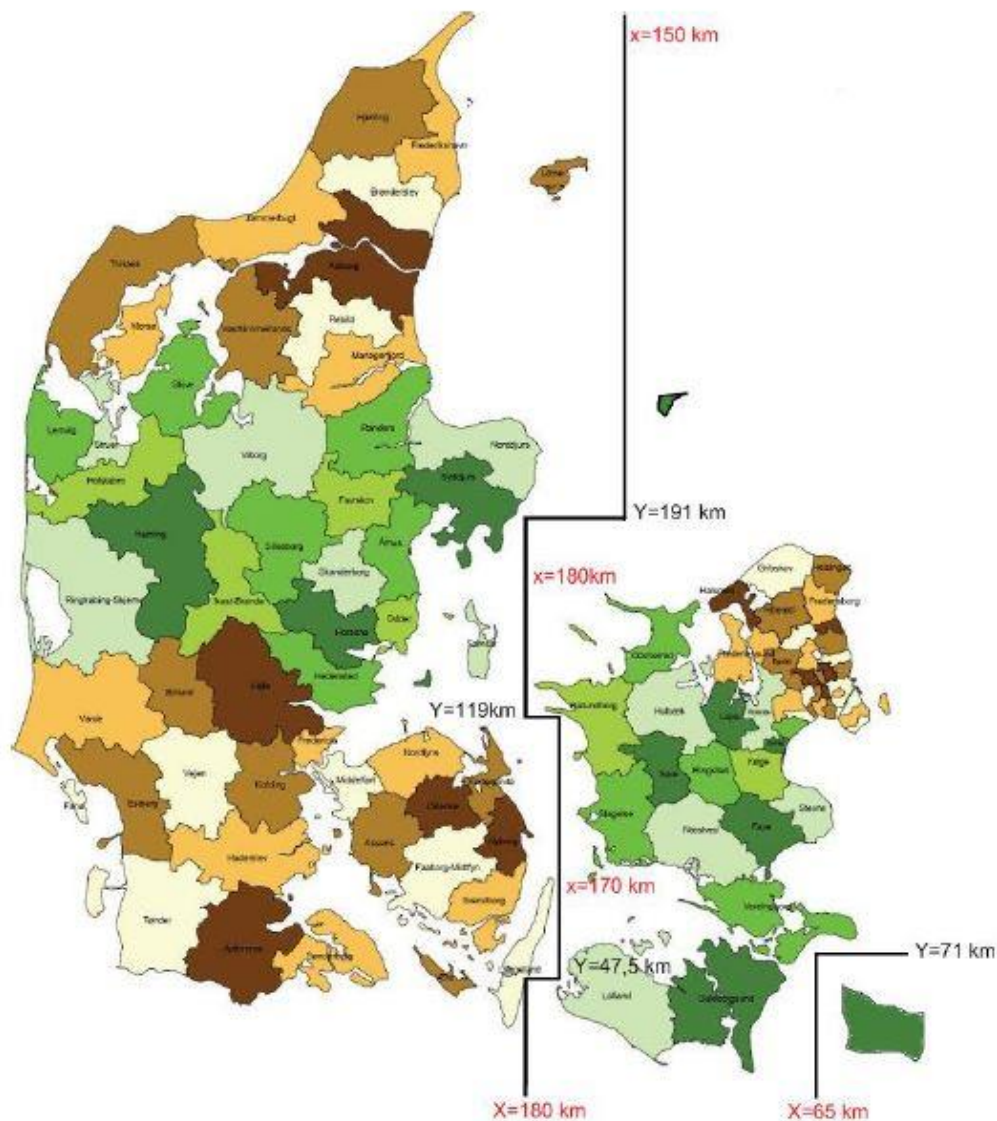 x=150 km
Hjørring
Frederikshavn
Læsø
Brønderslev
Jammerbugt
Thisted
Aalborg
Rebild
Vesthimmerlands
Morsø
Mariagerfjord
Skive
Lemvig
Struer
Randers
Viborg
Norddjurs
Syddjurs
Holstebro
Favrskov
Y=191 km
Herning
Silkeborg
Århus
Skanderborg
x=180km
Gribskov
Helsingør
Halsnæs
Hillerød
Fredensborg
Ringkøbing-Skjern
Ikast-Brande
Horsens
Odder
Samsø
Hedensted
Odsherred
Billund
Vejle
Kalundborg
Holbæk
Lejre
Y=119km
Varde
Fredericia
Nordfyns
Middelfart
Vejen
Kolding
Sorø
Ringsted
Køge
Fanø
Esbjerg
Odense
Assens
Nyborg
Slagelse
Næstved
Faxe
Stevns
Haderslev
Faaborg-Midtfyn
x=170 km
Svendborg
Vordingborg
Tønder
Aabenraa
Sønderborg
Langeland
Y=47,5 km
Y=71 km
Lolland
Guldborgsund
X=180 km
X=65 km